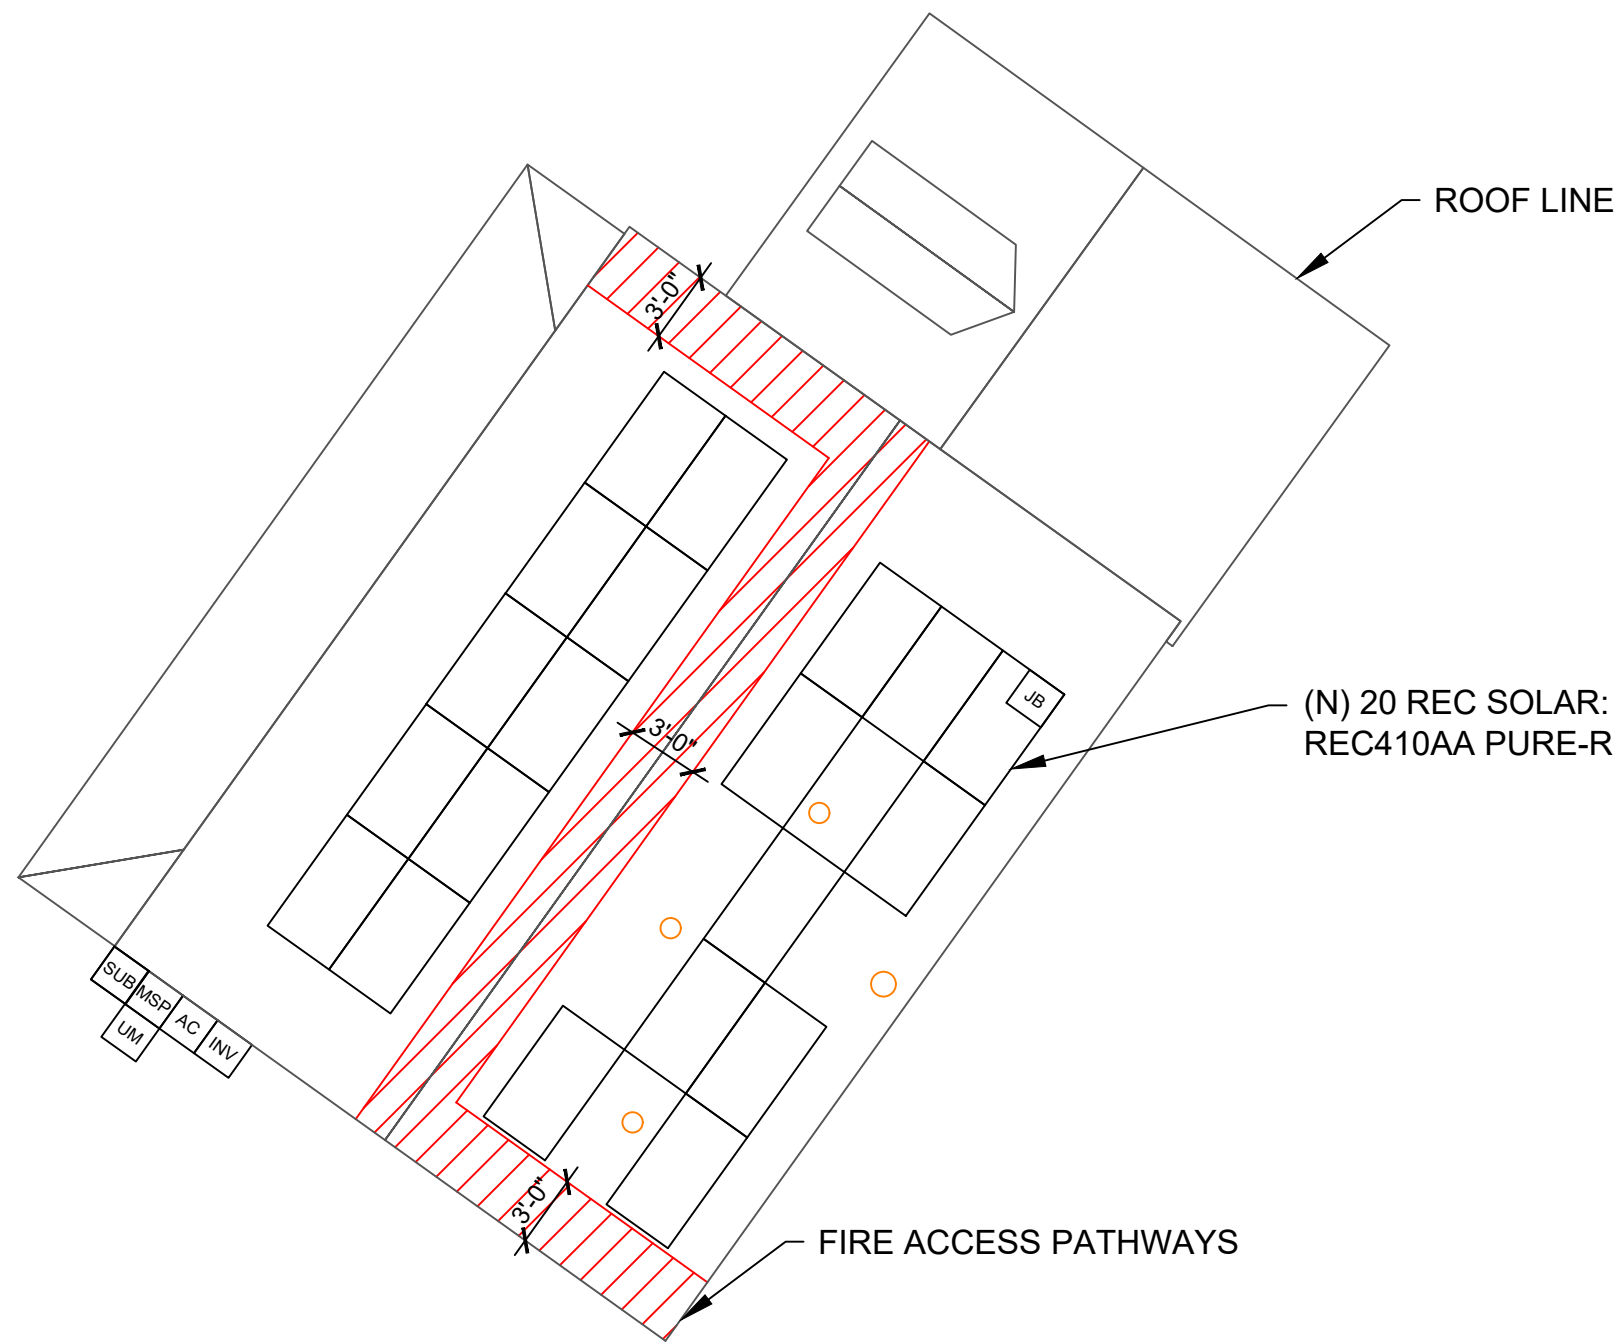 ROOF LINE
3'-0"
JB
(N) 20 REC SOLAR:
REC410AA PURE-R
3'-0"
SUB
MSP
AC
INV
UM
3'-0"
FIRE ACCESS PATHWAYS